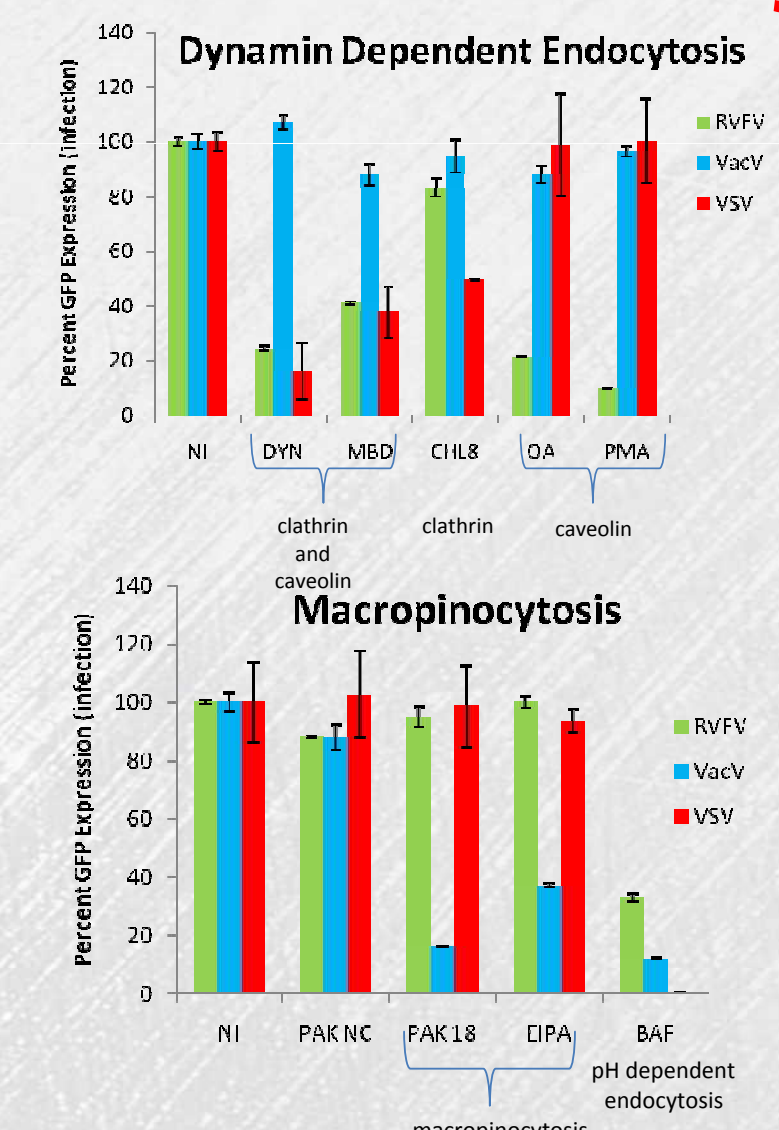 Dynamin Dependent Endocytosis
Percent GFP Expression (infection)
140
120
100
80
60
40
20
0
RVFV
VacV
VSV
NI DYN MBD CHL8 OA PMA
clathrin
and
caveolin
clathrin
caveolin
Macropinocytosis
Percent GFP Expression (infection)
140
120
100
80
60
40
20
0
RVFV
VacV
VSV
NI PAK NC PAK 18 EIPA BAF
pH dependent
endocytosis
macropinocytosis